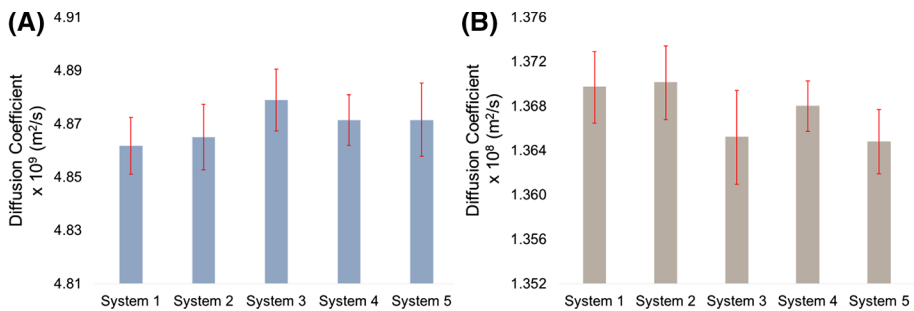 (A)
Diffusion Coefficient
x 10⁹ (m²/s)
4.91
4.89
4.87
4.85
4.83
4.81
System 1 System 2 System 3 System 4 System 5
(B)
Diffusion Coefficient
x 10⁸ (m²/s)
1.376
1.372
1.368
1.364
1.360
1.356
1.352
System 1 System 2 System 3 System 4 System 5